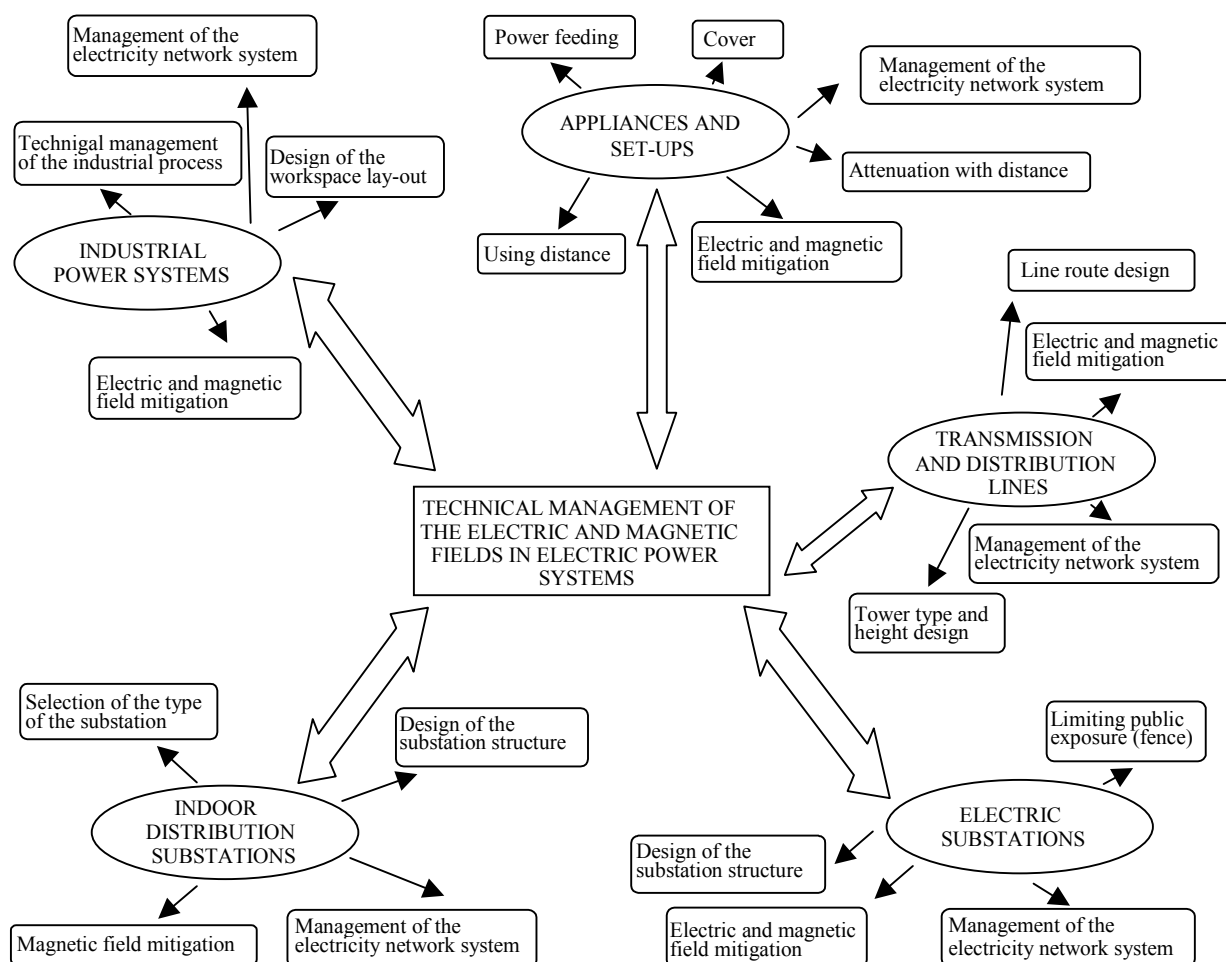 Management of the
electricity network system
Technigal management
of the industrial process
Design of the
workspace lay-out
INDUSTRIAL
POWER SYSTEMS
Electric and magnetic
field mitigation
Power feeding
Cover
Management of the
electricity network system
APPLIANCES AND
SET-UPS
Attenuation with distance
Using distance
Electric and magnetic
field mitigation
Line route design
Electric and magnetic
field mitigation
TRANSMISSION
AND DISTRIBUTION
LINES
Management of the
electricity network system
Tower type and
height design
TECHNICAL MANAGEMENT OF
THE ELECTRIC AND MAGNETIC
FIELDS IN ELECTRIC POWER
SYSTEMS
Selection of the type
of the substation
Design of the
substation structure
INDOOR
DISTRIBUTION
SUBSTATIONS
Magnetic field mitigation
Management of the
electricity network system
Limiting public
exposure (fence)
ELECTRIC
SUBSTATIONS
Design of the
substation structure
Electric and magnetic
field mitigation
Management of the
electricity network system